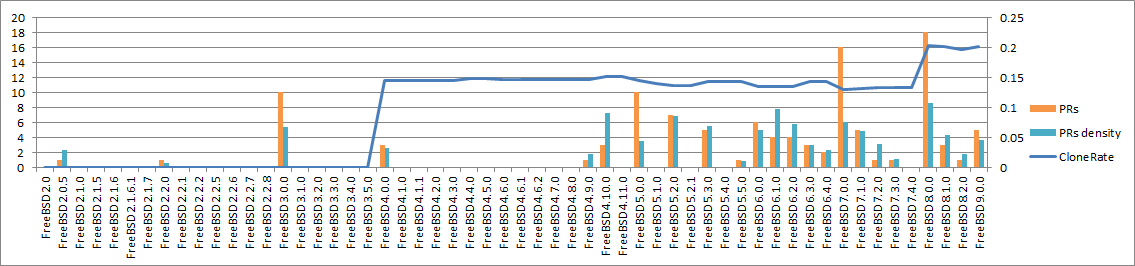 20
18
16
14
12
10
8
6
4
2
0
0.25
0.2
0.15
0.1
0.05
0
FreeBSD2.0
FreeBSD2.0.5
FreeBSD2.1.0
FreeBSD2.1.5
FreeBSD2.1.6
FreeBSD2.1.6.1
FreeBSD2.1.7
FreeBSD2.2.0
FreeBSD2.2.1
FreeBSD2.2.2
FreeBSD2.2.5
FreeBSD2.2.6
FreeBSD2.2.7
FreeBSD2.2.8
FreeBSD3.0.0
FreeBSD3.1.0
FreeBSD3.2.0
FreeBSD3.3.0
FreeBSD3.4.0
FreeBSD3.5.0
FreeBSD4.0.0
FreeBSD4.1.0
FreeBSD4.1.1
FreeBSD4.2.0
FreeBSD4.3.0
FreeBSD4.4.0
FreeBSD4.5.0
FreeBSD4.6.0
FreeBSD4.6.1
FreeBSD4.6.2
FreeBSD4.7.0
FreeBSD4.8.0
FreeBSD4.9.0
FreeBSD4.10.0
FreeBSD4.11.0
FreeBSD5.0.0
FreeBSD5.1.0
FreeBSD5.2.0
FreeBSD5.2.1
FreeBSD5.3.0
FreeBSD5.4.0
FreeBSD5.5.0
FreeBSD6.0.0
FreeBSD6.1.0
FreeBSD6.2.0
FreeBSD6.3.0
FreeBSD6.4.0
FreeBSD7.0.0
FreeBSD7.1.0
FreeBSD7.2.0
FreeBSD7.3.0
FreeBSD7.4.0
FreeBSD8.0.0
FreeBSD8.1.0
FreeBSD8.2.0
FreeBSD9.0.0
PRs
PRs density
CloneRate